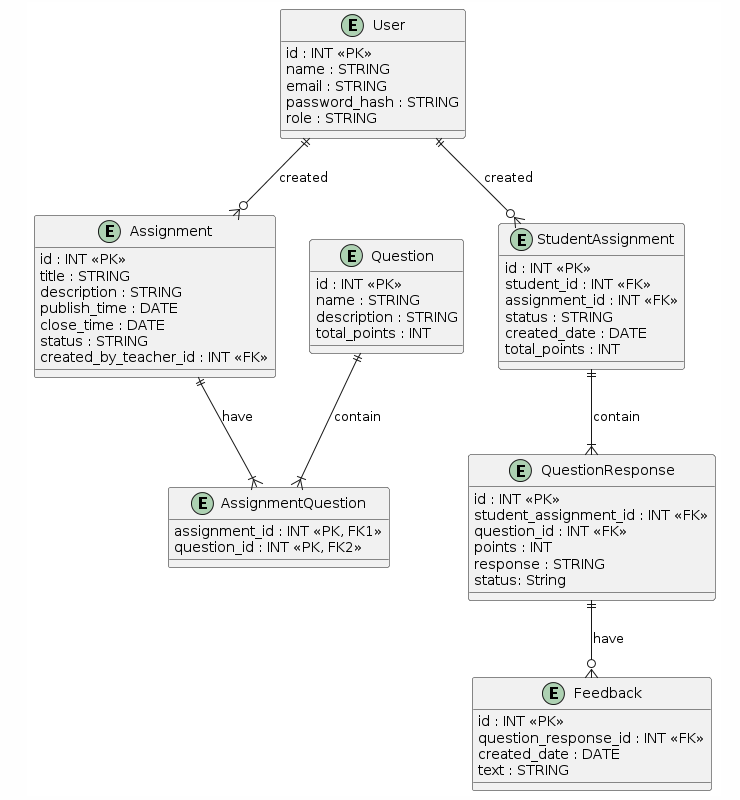 E User
id : INT «PK»
name : STRING
email : STRING
password_hash : STRING
role : STRING
created
created
E Assignment
id : INT «PK»
title : STRING
description : STRING
publish_time : DATE
close_time : DATE
status : STRING
created_by_teacher_id : INT «FK»
E Question
id : INT «PK»
name : STRING
description : STRING
total_points : INT
E StudentAssignment
id : INT «PK»
student_id : INT «FK»
assignment_id : INT «FK»
status : STRING
created_date : DATE
total_points : INT
have
contain
contain
E AssignmentQuestion
assignment_id : INT «PK, FK1»
question_id : INT «PK, FK2»
E QuestionResponse
id : INT «PK»
student_assignment_id : INT «FK»
question_id : INT «FK»
points : INT
response : STRING
status: String
have
E Feedback
id : INT «PK»
question_response_id : INT «FK»
created_date : DATE
text : STRING